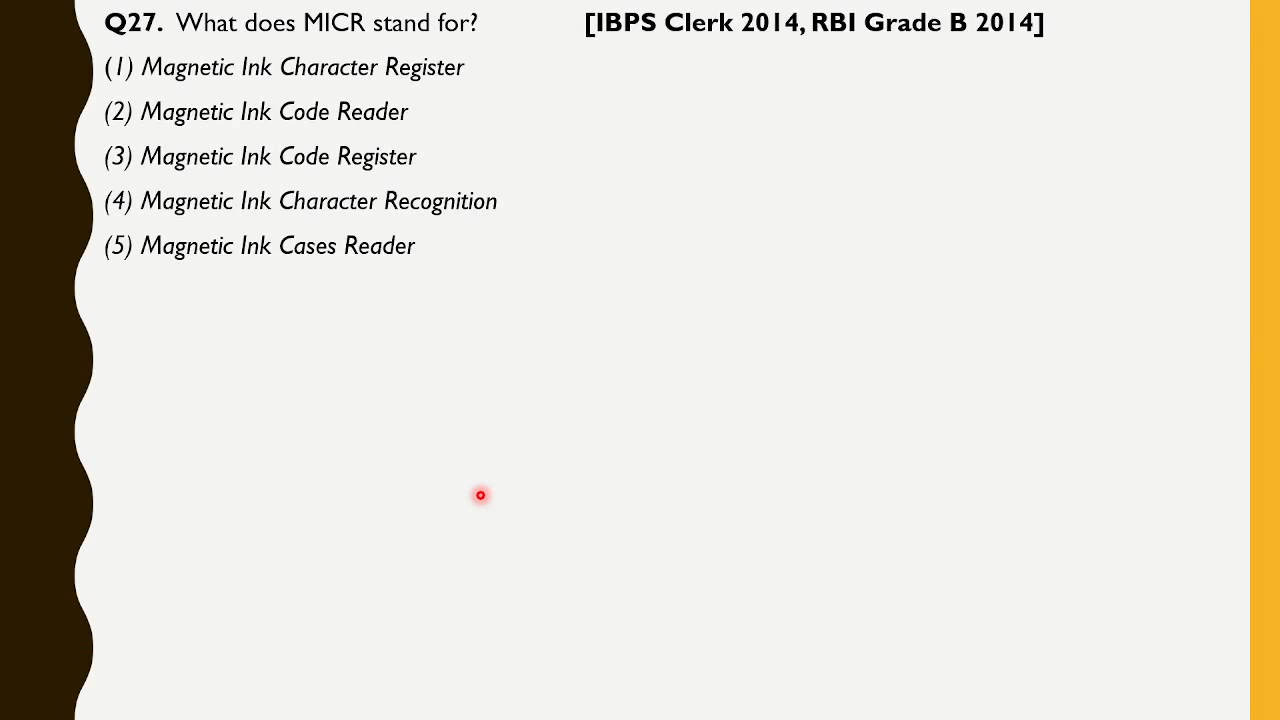 Q27. What does MICR stand for? [IBPS Clerk 2014, RBI Grade B 2014]
(1) Magnetic Ink Character Register
(2) Magnetic Ink Code Reader
(3) Magnetic Ink Code Register
(4) Magnetic Ink Character Recognition
(5) Magnetic Ink Cases Reader